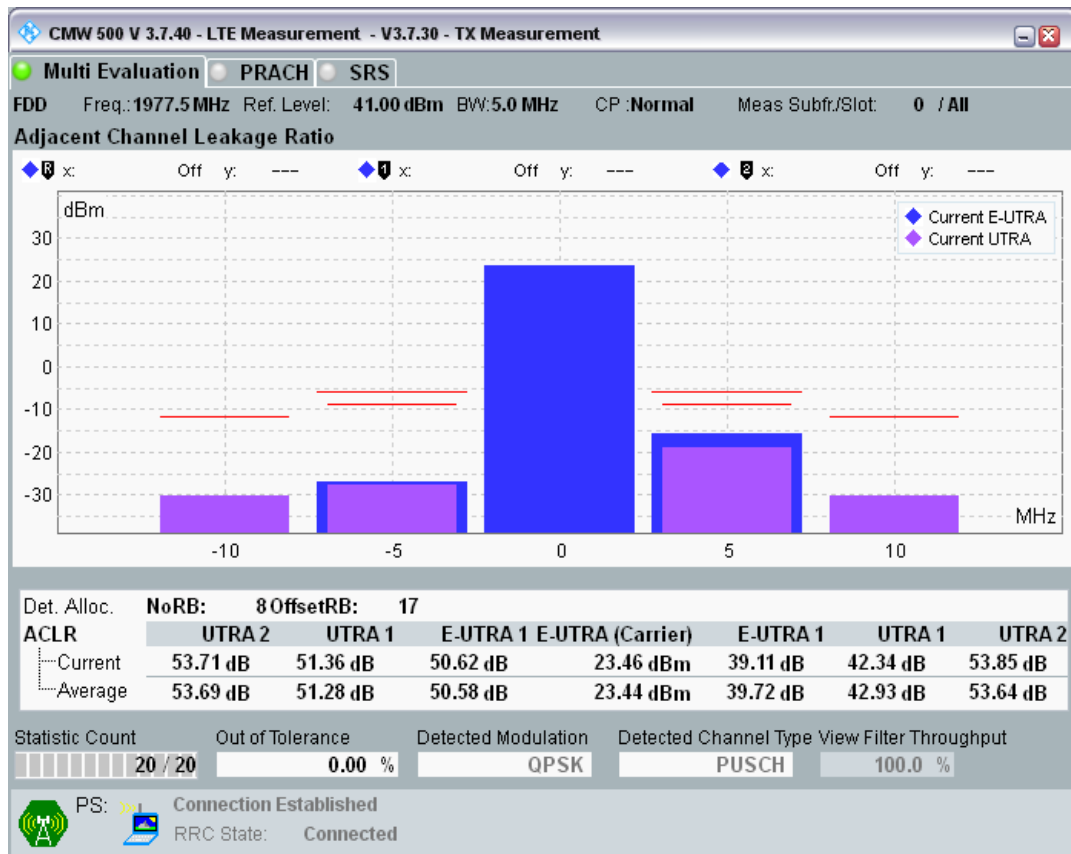 CMW 500 V 3.7.40 - LTE Measurement - V3.7.30 - TX Measurement
Multi Evaluation PRACH SRS
FDD Freq.:1977.5 MHz Ref. Level: 41.00 dBm BW:5.0 MHz CP :Normal Meas Subfr./Slot: 0 / All
Adjacent Channel Leakage Ratio
R x: Off y: --- 1 x: Off y: --- 2 x: Off y: ---
dBm
Current E-UTRA
Current UTRA
30
20
10
0
-10
-20
-30
MHz
-10 -5 0 5 10
Det. Alloc. NoRB: 8 OffsetRB: 17
ACLR UTRA 2 UTRA 1 E-UTRA 1 E-UTRA (Carrier) E-UTRA 1 UTRA 1 UTRA 2
Current 53.71 dB 51.36 dB 50.62 dB 23.46 dBm 39.11 dB 42.34 dB 53.85 dB
Average 53.69 dB 51.28 dB 50.58 dB 23.44 dBm 39.72 dB 42.93 dB 53.64 dB
Statistic Count Out of Tolerance Detected Modulation Detected Channel Type View Filter Throughput
20 / 20 0.00 % QPSK PUSCH 100.0 %
PS: Connection Established
RRC State: Connected